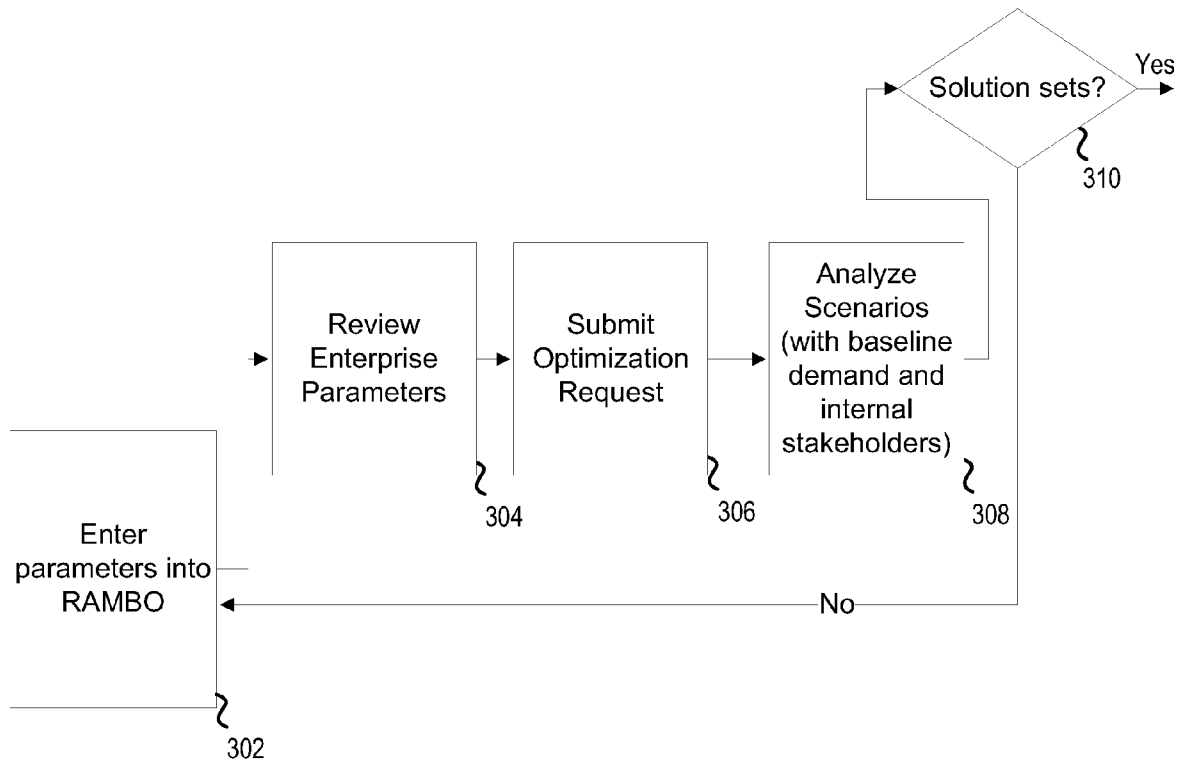 Solution sets?
Yes
310
Review
Enterprise
Parameters
304
Submit
Optimization
Request
306
Analyze
Scenarios
(with baseline
demand and
internal
stakeholders)
308
Enter
parameters into
RAMBO
302
No